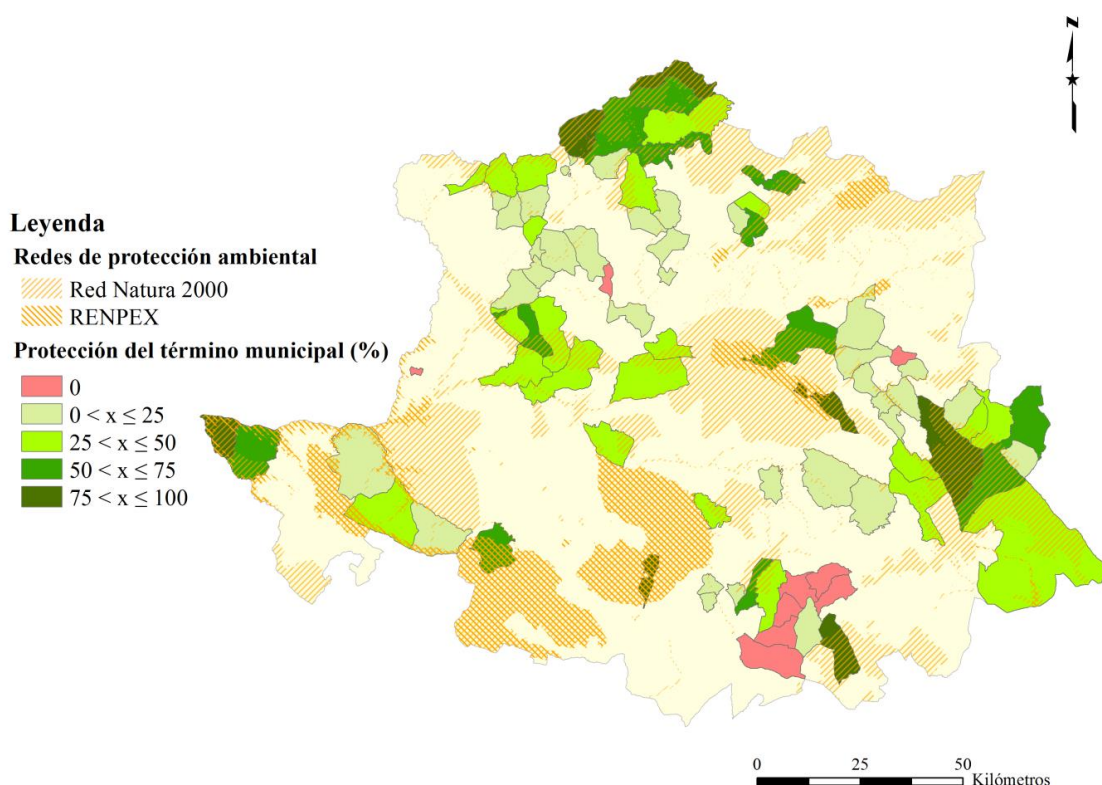 N
Leyenda
Redes de protección ambiental
Red Natura 2000
RENPEX
Protección del término municipal (%)
0
0 < x ≤ 25
25 < x ≤ 50
50 < x ≤ 75
75 < x ≤ 100
0 25 50
Kilómetros